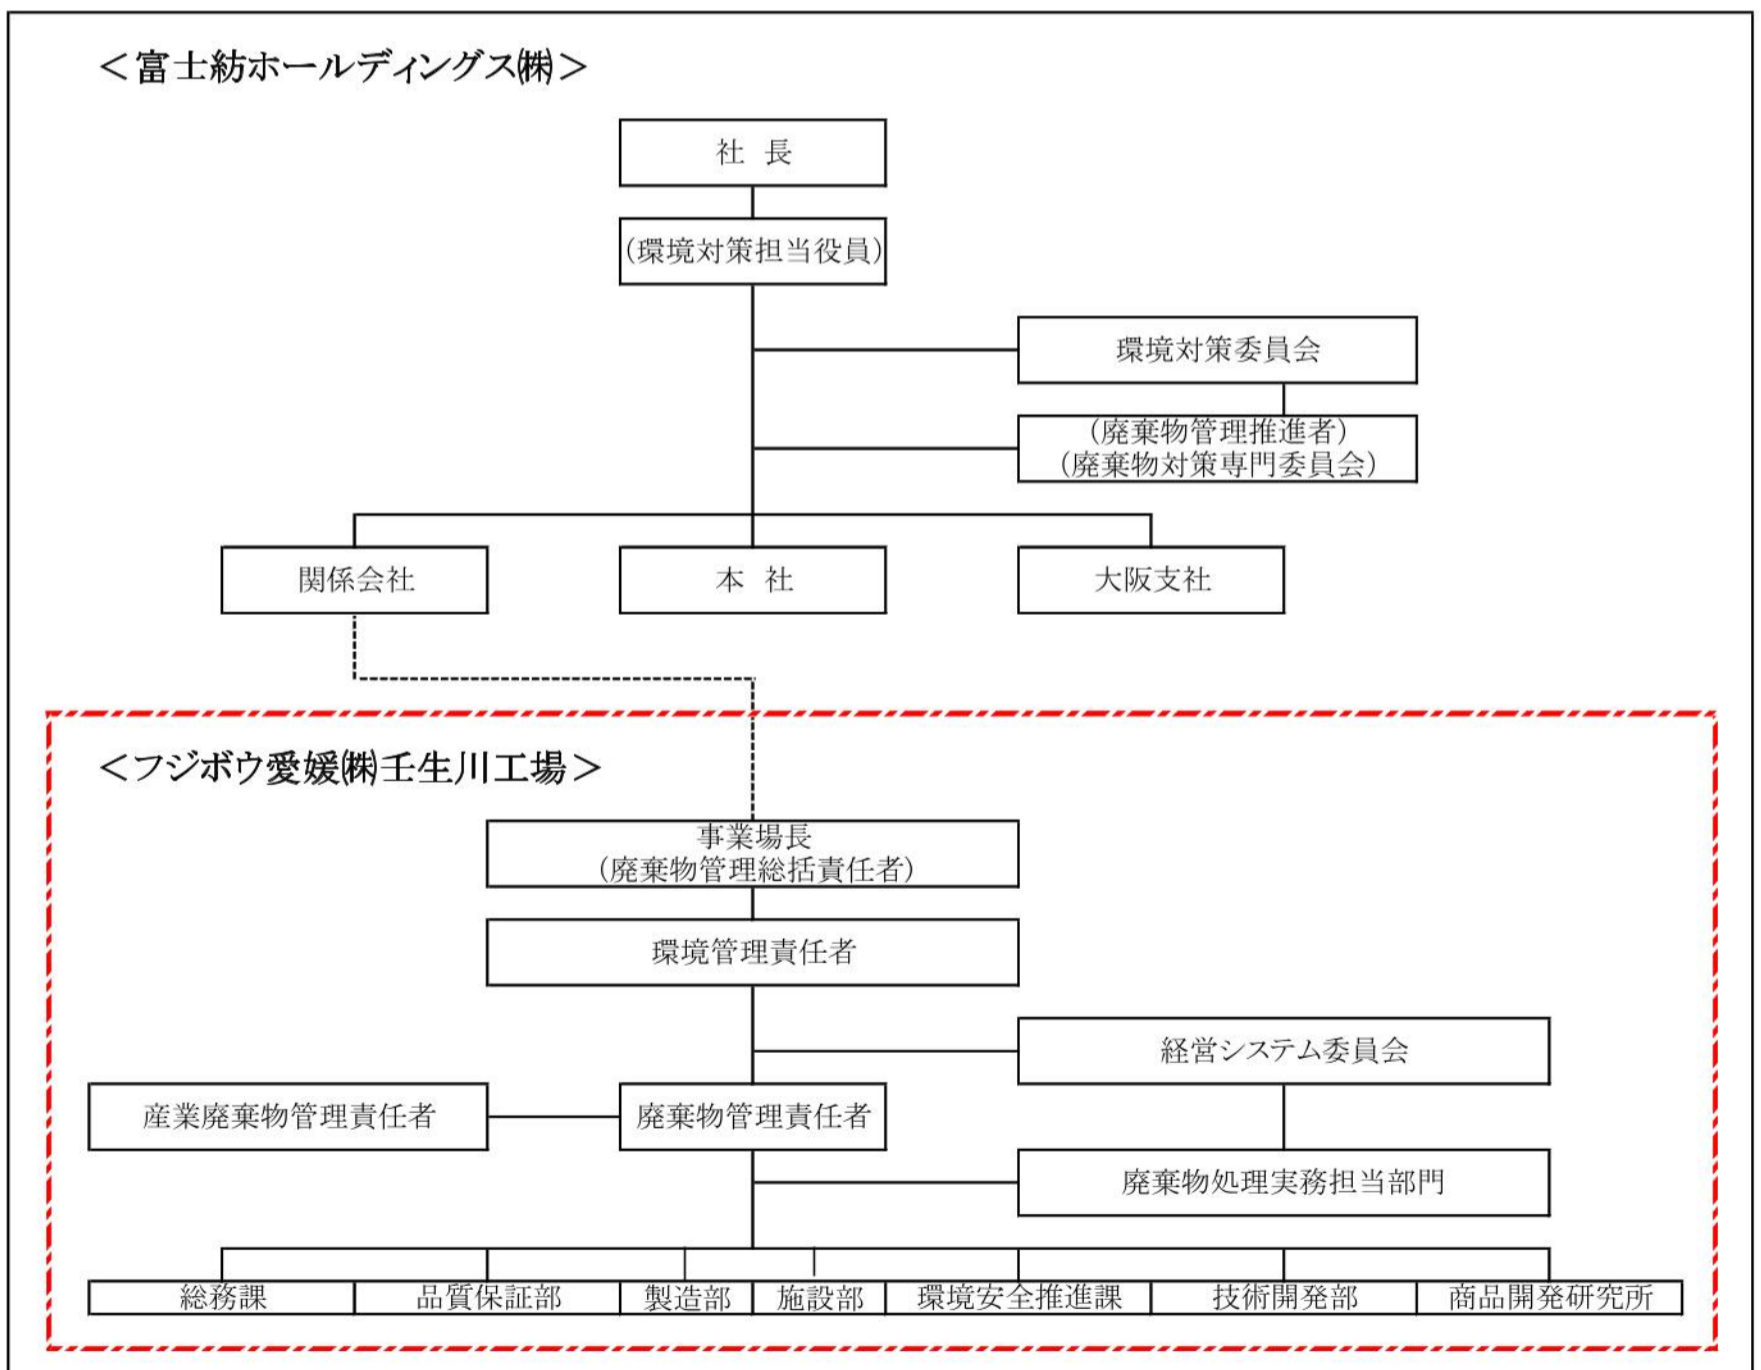 ＜富士紡ホールディングス㈱＞
社 長
(環境対策担当役員)
環境対策委員会
(廃棄物管理推進者)
(廃棄物対策専門委員会)
関係会社
本 社
大阪支社
＜フジボウ愛媛㈱壬生川工場＞
事業場長
(廃棄物管理総括責任者)
環境管理責任者
経営システム委員会
産業廃棄物管理責任者
廃棄物管理責任者
廃棄物処理実務担当部門
総務課
品質保証部
製造部
施設部
環境安全推進課
技術開発部
商品開発研究所